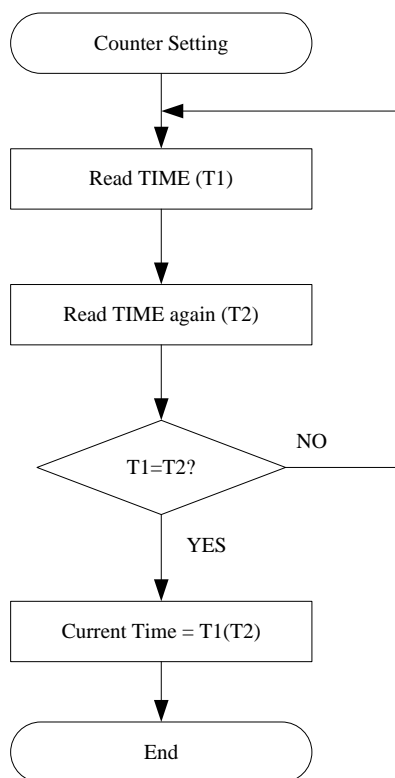 Counter Setting
Read TIME (T1)
Read TIME again (T2)
T1=T2?
NO
YES
Current Time = T1(T2)
End